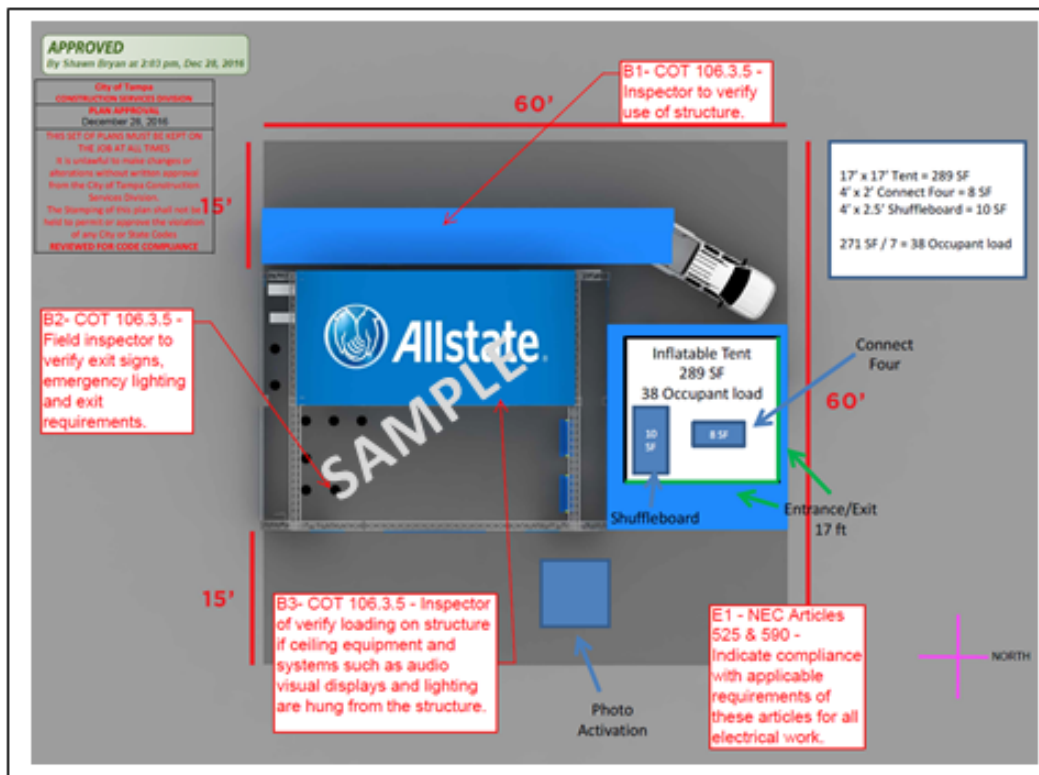 APPROVED
By Shawn Bryan at 2:03 pm, Dec 28, 2016
City of Tampa
CONSTRUCTION SERVICES DIVISION
PLAN APPROVAL
December 28, 2016
THIS SET OF PLANS MUST BE KEPT ON
THE JOB AT ALL TIMES
It is unlawful to make changes or
alterations without written approval
from the City of Tampa Construction
Services Division.
The Stamping of this plan shall not be
held to permit or approve the violation
of any City or State Codes
REVIEWED FOR CODE COMPLIANCE
60'
B1- COT 106.3.5 -
Inspector to verify
use of structure.
15'
17' x 17' Tent = 289 SF
4' x 2' Connect Four = 8 SF
4' x 2.5' Shuffleboard = 10 SF
271 SF / 7 = 38 Occupant load
B2- COT 106.3.5 -
Field inspector to
verify exit signs,
emergency lighting
and exit
requirements.
Allstate.
SAMPLE
Inflatable Tent
289 SF
38 Occupant load
10
SF
8 SF
Connect
Four
60'
Shuffleboard
Entrance/Exit
17 ft
15'
B3- COT 106.3.5 - Inspector
of verify loading on structure
if ceiling equipment and
systems such as audio
visual displays and lighting
are hung from the structure.
Photo
Activation
E1 - NEC Articles
525 & 590 -
Indicate compliance
with applicable
requirements of
these articles for all
electrical work.
NORTH